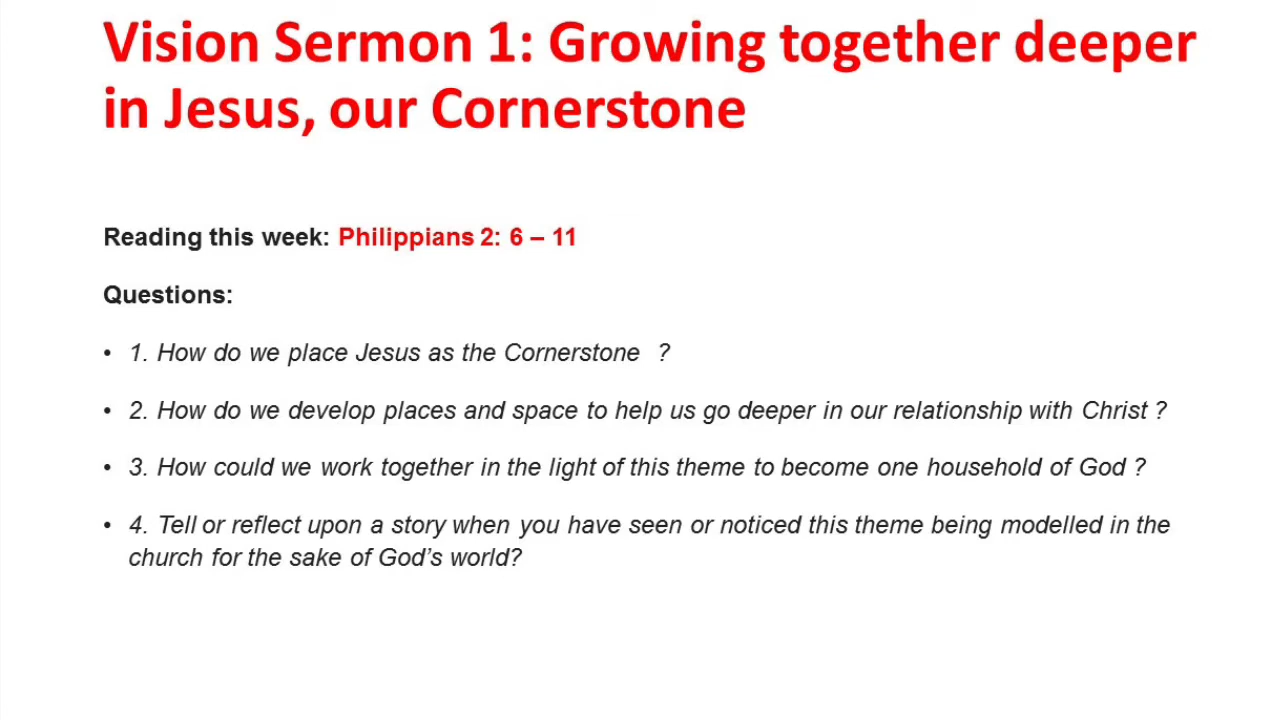 Vision Sermon 1: Growing together deeper
in Jesus, our Cornerstone
Reading this week: Philippians 2: 6 – 11
Questions:
• 1. How do we place Jesus as the Cornerstone  ?
• 2. How do we develop places and space to help us go deeper in our relationship with Christ ?
• 3. How could we work together in the light of this theme to become one household of God ?
• 4. Tell or reflect upon a story when you have seen or noticed this theme being modelled in the
church for the sake of God’s world?